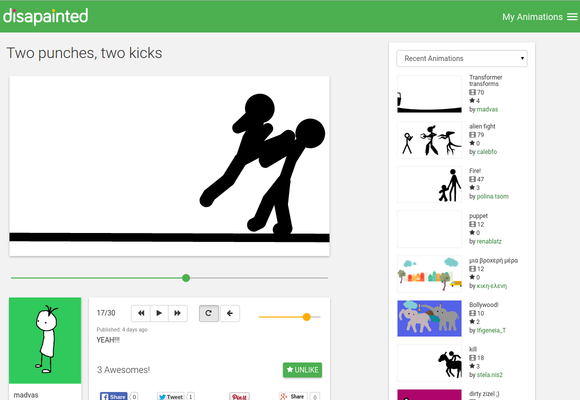 disapainted
My Animations
Two punches, two kicks
Recent Animations
Transformer
transforms
70
4
by madvas
alien fight
79
0
by calebfo
Fire!
47
3
by polina.tsom
puppet
12
0
by renablatz
μια βροχερή μέρα
12
0
by κικη-ελενη
Bollywood!
10
2
by Ifigeneia_T
kill
18
3
by stela.nis2
dirty zizel ;)
17/30
Published: 4 days ago
YEAH!!!
3 Awesomes!
UNLIKE
Share 0
Tweet 1
Pin it
Share 0
madvas